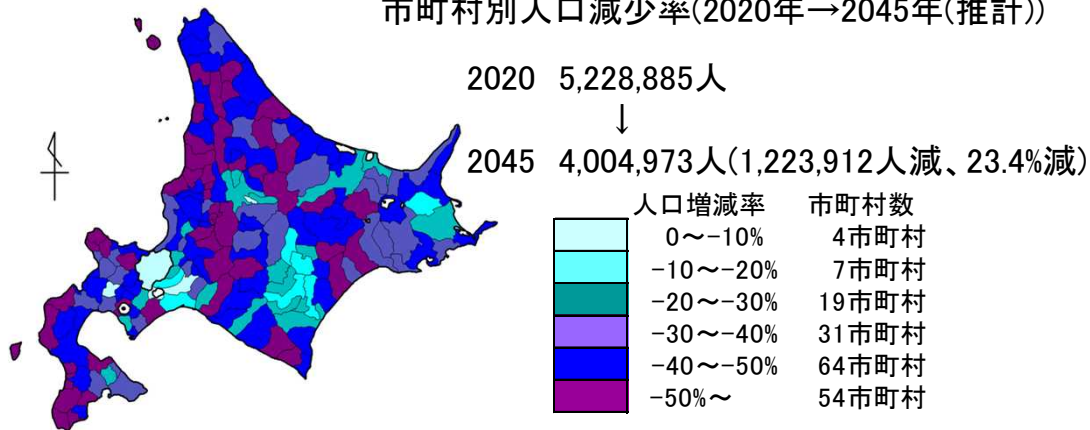 市町村別人口減少率(2020年→2045年(推計))
2020 5,228,885人
↓
2045 4,004,973人(1,223,912人減、23.4%減)
人口増減率 市町村数
0～-10% 4市町村
-10～-20% 7市町村
-20～-30% 19市町村
-30～-40% 31市町村
-40～-50% 64市町村
-50%～ 54市町村